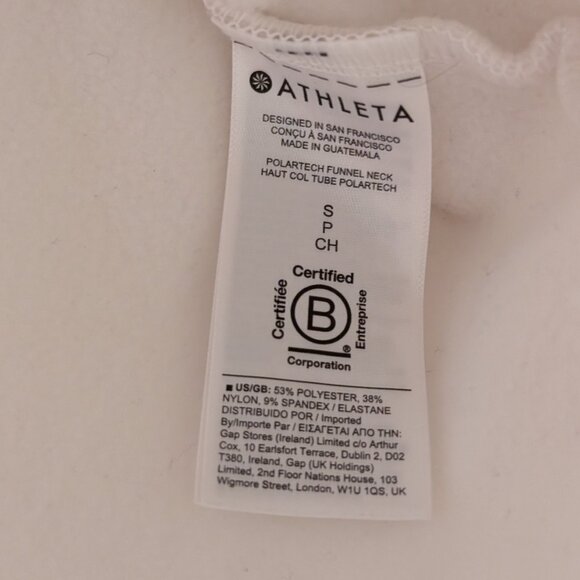 ATHLETA
DESIGNED IN SAN FRANCISCO
CONÇU À SAN FRANCISCO
MADE IN GUATEMALA
POLARTECH FUNNEL NECK
HAUT COL TUBE POLARTECH
S
P
CH
Certified
Certifiée
B
Entreprise
®
Corporation
■ US/GB: 53% POLYESTER, 38%
NYLON, 9% SPANDEX / ELASTANE
DISTRIBUIDO POR / Imported
By/Importe Par / ΕΙΣΑΓΕΤΑΙ ΑΠΟ ΤΗΝ:
Gap Stores (Ireland) Limited c/o Arthur
Cox, 10 Earlsfort Terrace, Dublin 2, D02
T380, Ireland, Gap (UK Holdings)
Limited, 2nd Floor Nations House, 103
Wigmore Street, London, W1U 1QS, UK